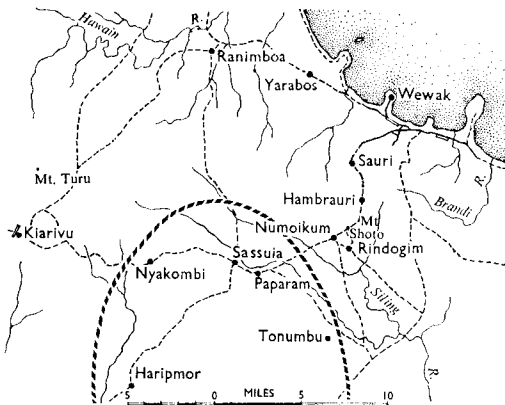 Hawain
R.
Ranimboa
Yarabos
Wewak
Sauri
Mt. Turu
Hambrauri
Brandi
R.
Kiarivu
Numoikum
Mt
Shoto
Sassuia
Rindogim
Nyakombi
Paparam
Siling
Tonumbu
Haripmor
R.
5 0 MILES 5 10